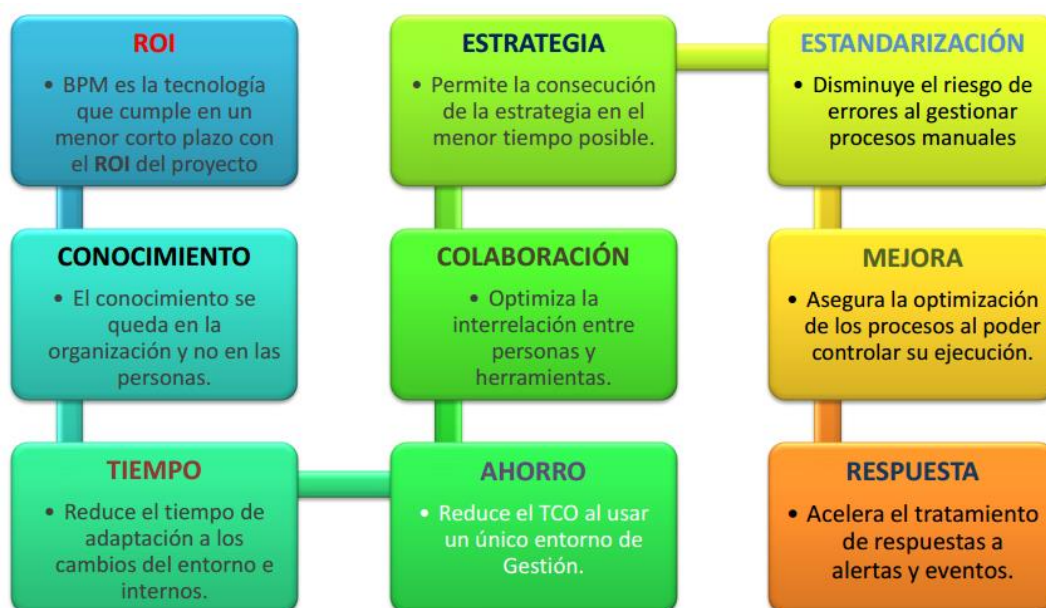 ROI
• BPM es la tecnología
que cumple en un
menor corto plazo con
el ROI del proyecto
CONOCIMIENTO
• El conocimiento se
queda en la
organización y no en las
personas.
TIEMPO
• Reduce el tiempo de
adaptación a los
cambios del entorno e
internos.
AHORRO
• Reduce el TCO al usar
un único entorno de
Gestión.
COLABORACIÓN
• Optimiza la
interrelación entre
personas y
herramientas.
ESTRATEGIA
• Permite la consecución
de la estrategia en el
menor tiempo posible.
ESTANDARIZACIÓN
• Disminuye el riesgo de
errores al gestionar
procesos manuales
MEJORA
• Asegura la optimización
de los procesos al poder
controlar su ejecución.
RESPUESTA
• Acelera el tratamiento
de respuestas a
alertas y eventos.